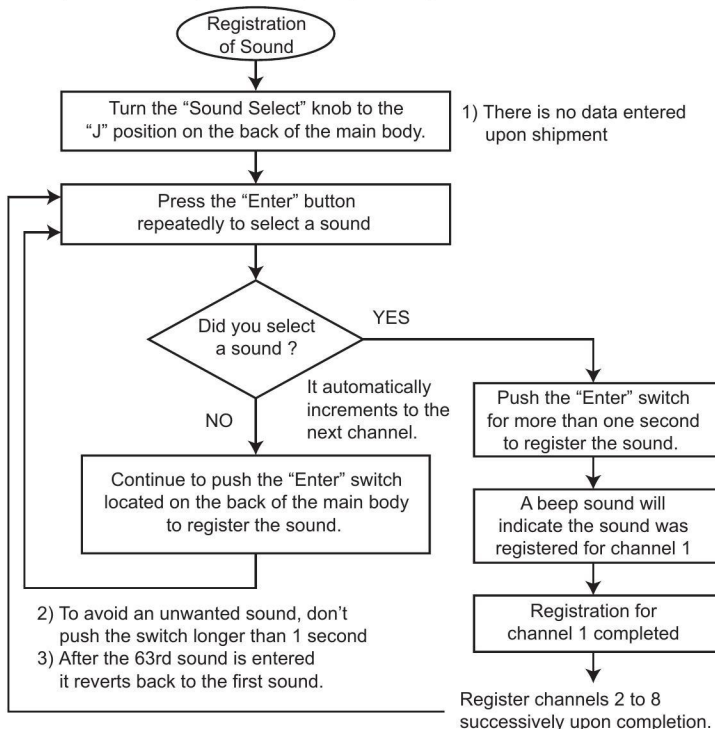 Registration
of Sound
Turn the “Sound Select” knob to the
“J” position on the back of the main body.
1) There is no data entered
upon shipment
Press the “Enter” button
repeatedly to select a sound
Did you select
a sound ?
YES
NO
It automatically
increments to the
next channel.
Push the “Enter” switch
for more than one second
to register the sound.
Continue to push the “Enter” switch
located on the back of the main body
to register the sound.
A beep sound will
indicate the sound was
registered for channel 1
Registration for
channel 1 completed
2) To avoid an unwanted sound, don’t
push the switch longer than 1 second
3) After the 63rd sound is entered
it reverts back to the first sound.
Register channels 2 to 8
successively upon completion.